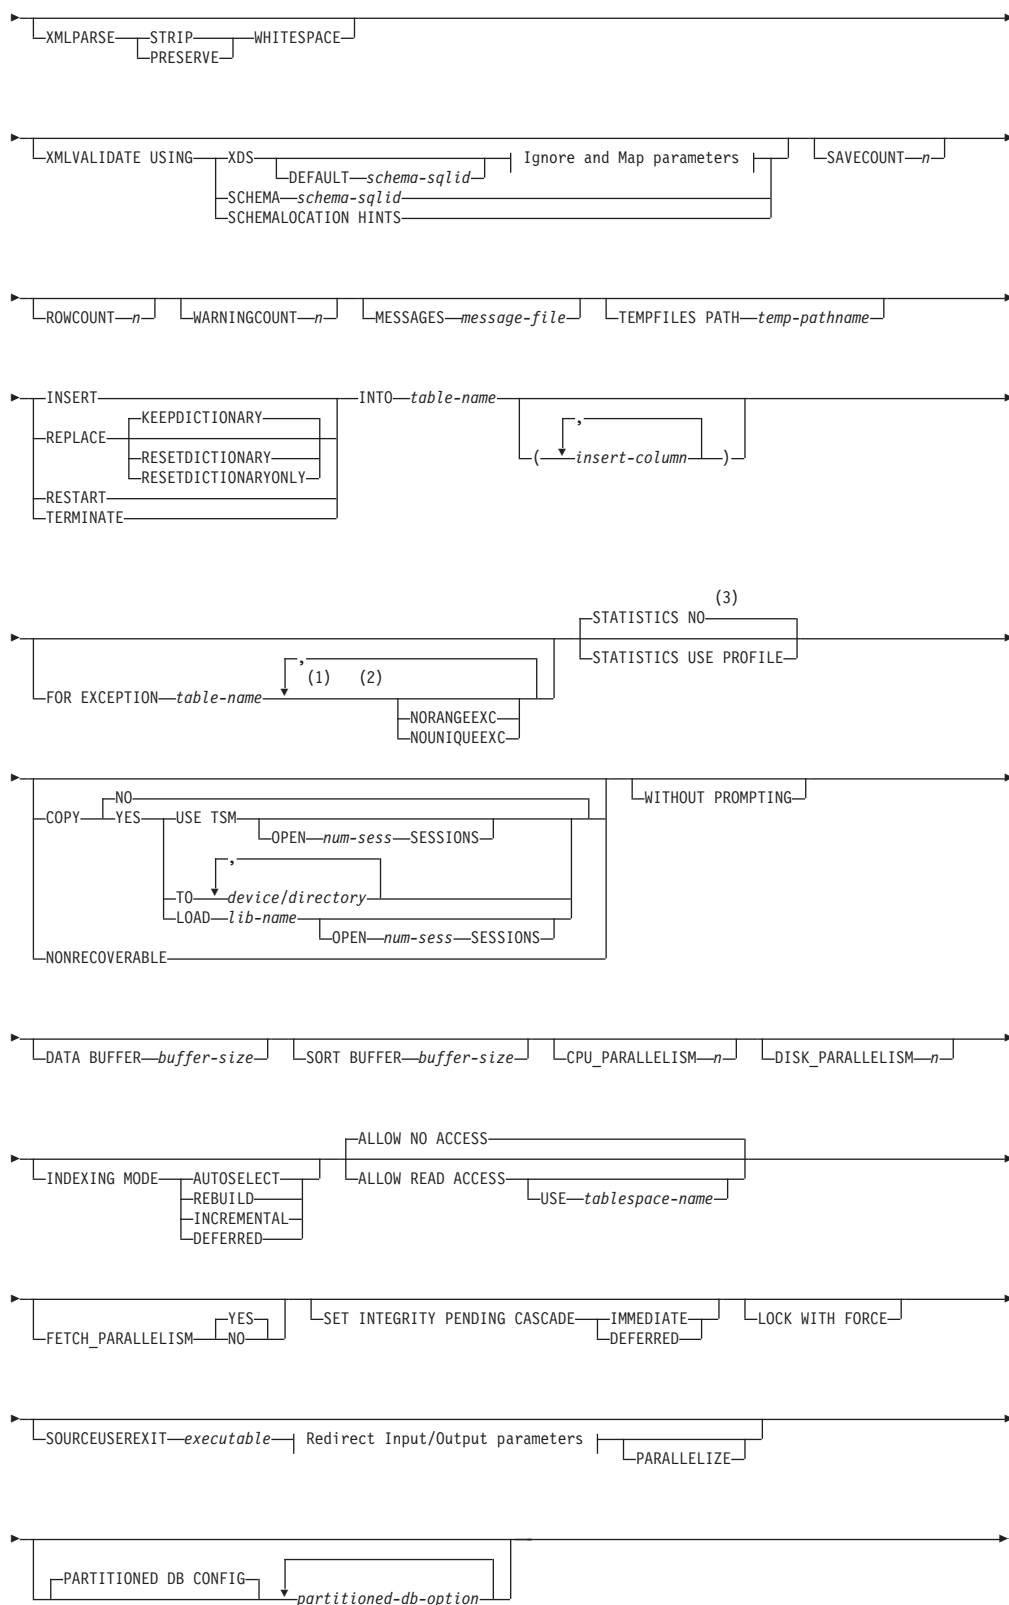 XMLPARSE STRIP WHITESPACE
PRESERVE
XMLVALIDATE USING XDS Ignore and Map parameters SAVECOUNT n
DEFAULT schema-sqlid
SCHEMA schema-sqlid
SCHEMALOCATION HINTS
ROWCOUNT n WARNINGCOUNT n MESSAGES message-file TEMPFILES PATH temp-pathname
INSERT INTO table-name
KEEPDICTIONARY ,
REPLACE
RESETDICTIONARY ( insert-column )
RESETDICTIONARYONLY
RESTART
TERMINATE
(3)
STATISTICS NO
, STATISTICS USE PROFILE
(1) (2)
FOR EXCEPTION table-name
NORANGEEXC
NOUNIQUEEXC
NO WITHOUT PROMPTING
COPY YES USE TSM
OPEN num-sess SESSIONS
,
TO device/directory
LOAD lib-name
OPEN num-sess SESSIONS
NONRECOVERABLE
DATA BUFFER buffer-size SORT BUFFER buffer-size CPU_PARALLELISM n DISK_PARALLELISM n
ALLOW NO ACCESS
INDEXING MODE AUTOSELECT ALLOW READ ACCESS
REBUILD USE tablespace-name
INCREMENTAL
DEFERRED
YES SET INTEGRITY PENDING CASCADE IMMEDIATE LOCK WITH FORCE
FETCH_PARALLELISM NO DEFERRED
SOURCEUSEREXIT executable Redirect Input/Output parameters
PARALLELIZE
PARTITIONED DB CONFIG
partitioned-db-option